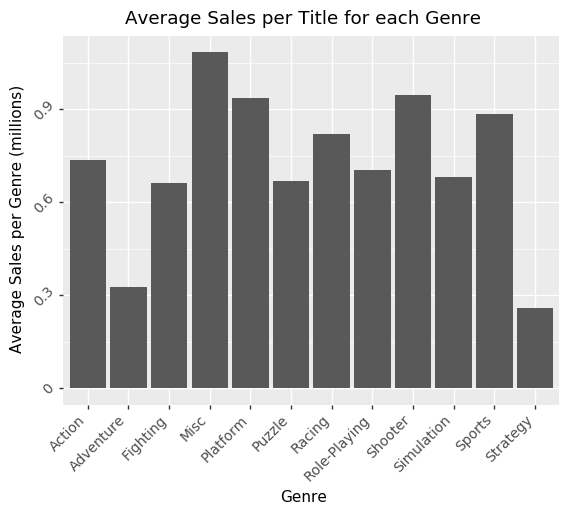 Average Sales per Title for each Genre
Average Sales per Genre (millions)
0.9
0.6
0.3
0
Action
Adventure
Fighting
Misc
Platform
Puzzle
Racing
Role-Playing
Shooter
Simulation
Sports
Strategy
Genre